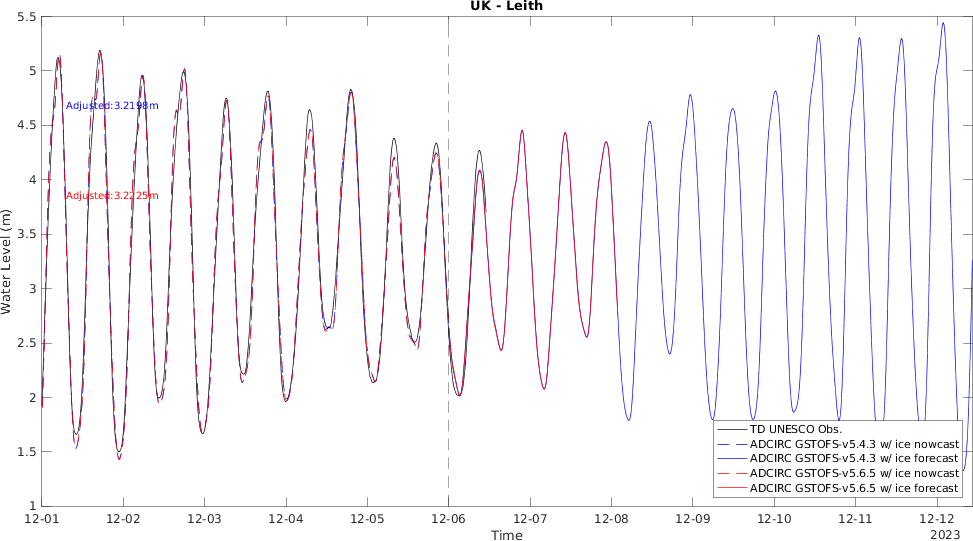 UK - Leith
5.5
5
4.5
4
3.5
3
2.5
2
1.5
1
Water Level (m)
Adjusted:3.2198m
Adjusted:3.2225m
TD UNESCO Obs.
ADCIRC GSTOFS-v5.4.3 w/ ice nowcast
ADCIRC GSTOFS-v5.4.3 w/ ice forecast
ADCIRC GSTOFS-v5.6.5 w/ ice nowcast
ADCIRC GSTOFS-v5.6.5 w/ ice forecast
12-01 12-02 12-03 12-04 12-05 12-06 12-07 12-08 12-09 12-10 12-11 12-12
Time
2023